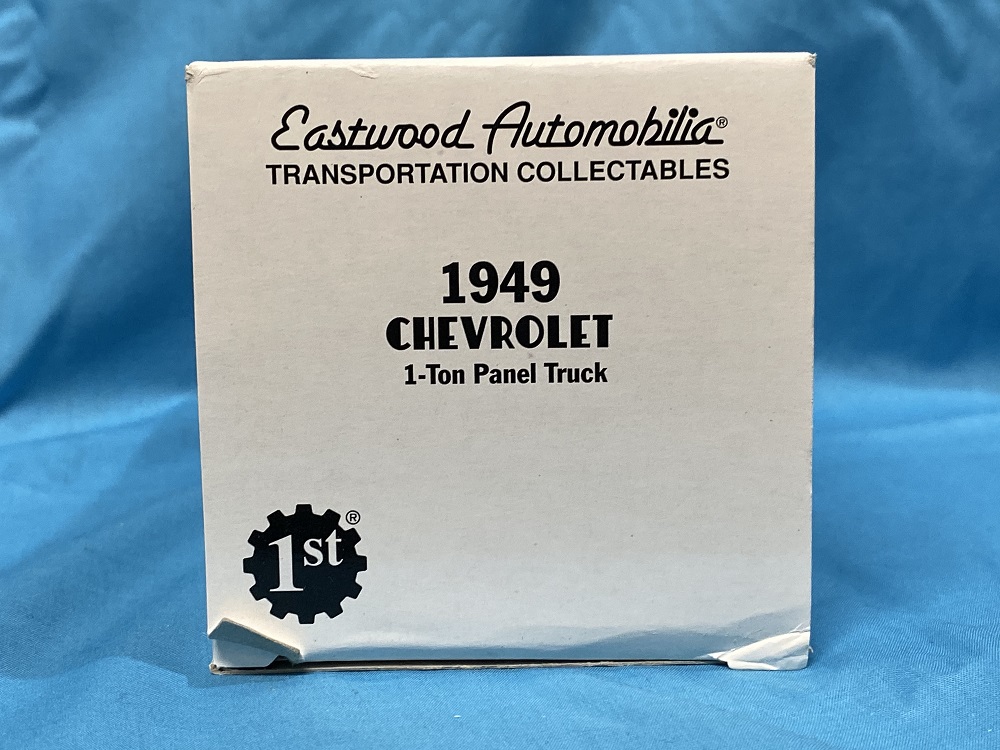 Eastwood Automobilia®
TRANSPORTATION COLLECTABLES
1949
CHEVROLET
1-Ton Panel Truck
1st®